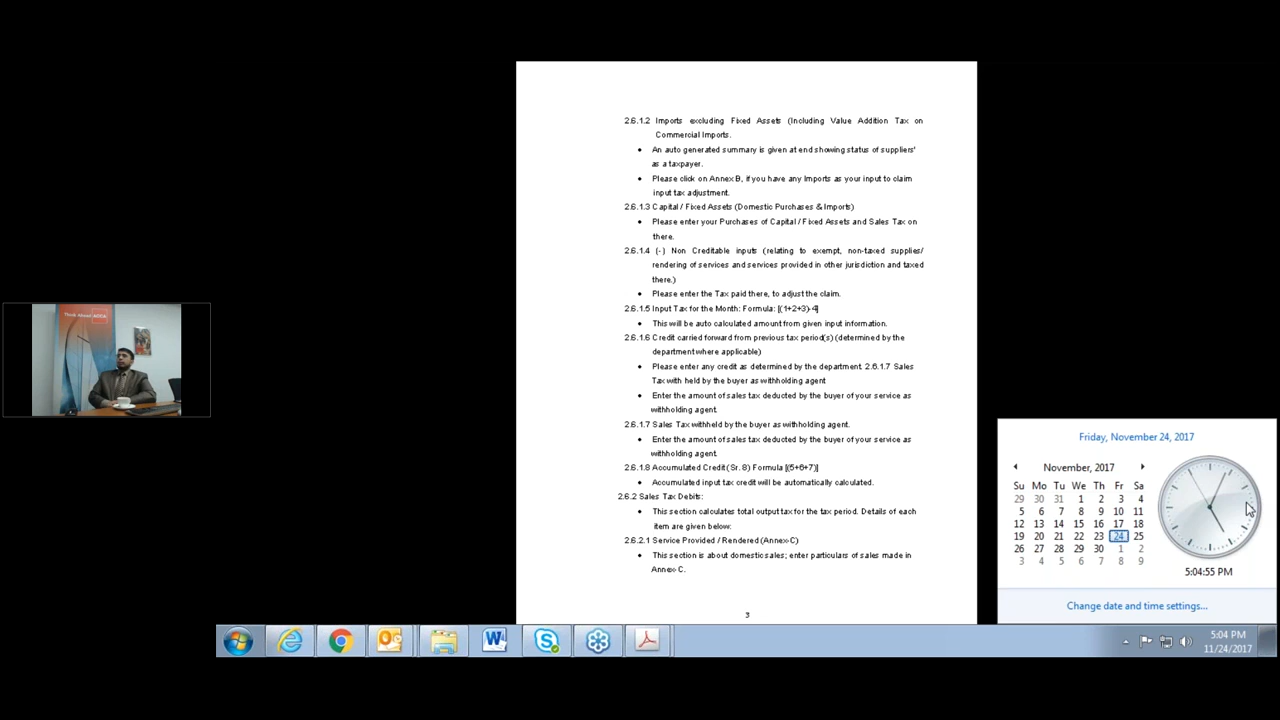 2.6.1.2 Imports excluding Fixed Assets (Including Value Addition Tax on
Commercial Imports.
• An auto generated summary is given at end showing status of suppliers'
as a taxpayer.
• Please click on Annex B, if you have any Imports as your input to claim
input tax adjustment.
2.6.1.3 Capital / Fixed Assets (Domestic Purchases & Imports)
• Please enter your Purchases of Capital / Fixed Assets and Sales Tax on
there.
2.6.1.4 (-) Non Creditable inputs (relating to exempt, non-taxed supplies/
rendering of services and services provided in other jurisdiction and taxed
there.)
• Please enter the Tax paid there, to adjust the claim.
2.6.1.5 Input Tax for the Month: Formula: [(1+2+3)-4]
• This will be auto calculated amount from given input information.
2.6.1.6 Credit carried forward from previous tax period(s) (determined by the
department where applicable)
• Please enter any credit as determined by the department. 2.6.1.7 Sales
Tax with held by the buyer as withholding agent
• Enter the amount of sales tax deducted by the buyer of your service as
withholding agent.
2.6.1.7 Sales Tax withheld by the buyer as withholding agent.
• Enter the amount of sales tax deducted by the buyer of your service as
withholding agent.
2.6.1.8 Accumulated Credit (Sr. 8) Formula [(5+6+7)]
• Accumulated input tax credit will be automatically calculated.
2.6.2 Sales Tax Debits:
• This section calculates total output tax for the tax period. Details of each
item are given below:
2.6.2.1 Service Provided / Rendered (Annex-C)
• This section is about domestic sales; enter particulars of sales made in
Annex-C.
3
Think Ahead ACCA
Friday, November 24, 2017
November, 2017
Su Mo Tu We Th Fr Sa
29 30 31 1 2 3 4
5 6 7 8 9 10 11
12 13 14 15 16 17 18
19 20 21 22 23 24 25
26 27 28 29 30 1 2
3 4 5 6 7 8 9
5:04:55 PM
Change date and time settings...
5:04 PM
11/24/2017